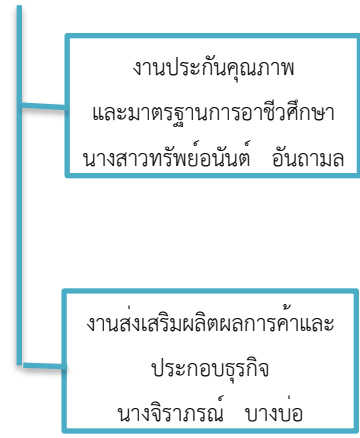 งานประกันคุณภาพ
และมาตรฐานการอาชีวศึกษา
นางสาวทรัพย์อนันต์ อันถามล
งานส่งเสริมผลิตผลการค้าและ
ประกอบธุรกิจ
นางจิราภรณ์ บางบ่อ